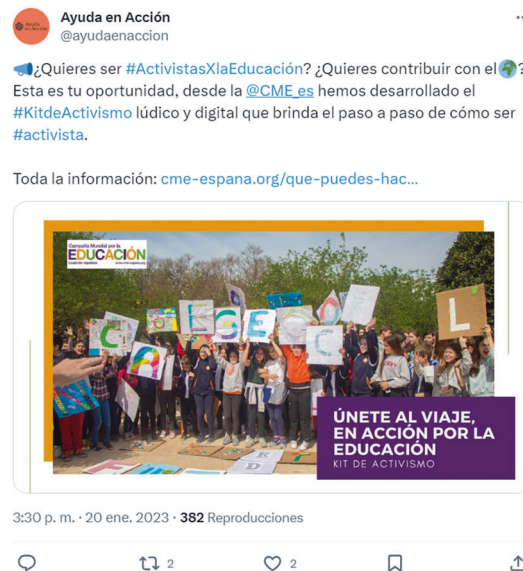 Ayuda en Acción
@ayudaenaccion
📢¿Quieres ser #ActivistasXlaEducación? ¿Quieres contribuir con el 🌍?
Esta es tu oportunidad, desde la @CME_es hemos desarrollado el
#KitdeActivismo lúdico y digital que brinda el paso a paso de cómo ser
#activista.
Toda la información: cme-espana.org/que-puedes-hac...
Campaña Mundial por la
EDUCACIÓN
ÚNETE AL VIAJE,
EN ACCIÓN POR LA
EDUCACIÓN
KIT DE ACTIVISMO
3:30 p. m. · 20 ene. 2023 · 382 Reproducciones
2
2